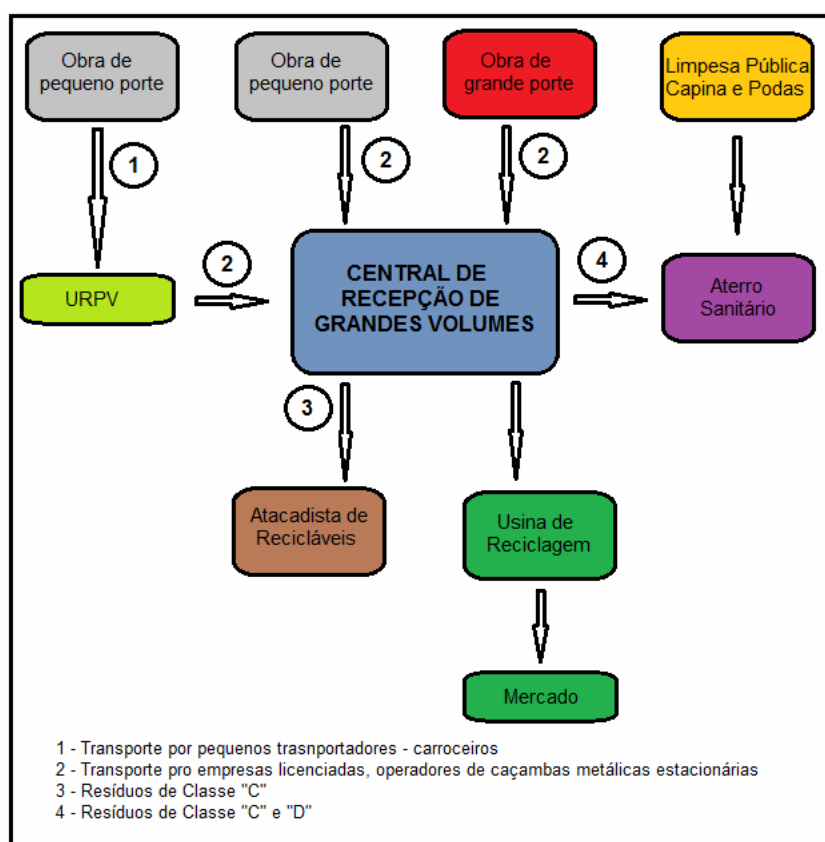 Obra de
pequeno porte
Obra de
pequeno porte
Obra de
grande porte
Limpesa Pública
Capina e Podas
1
2
2
URPV
2
CENTRAL DE
RECEPÇÃO DE
GRANDES VOLUMES
4
Aterro
Sanitário
3
Atacadista de
Recicláveis
Usina de
Reciclagem
Mercado
1 - Transporte por pequenos trasnportadores - carroceiros
2 - Transporte pro empresas licenciadas, operadores de caçambas metálicas estacionárias
3 - Resíduos de Classe "C"
4 - Resíduos de Classe "C" e "D"